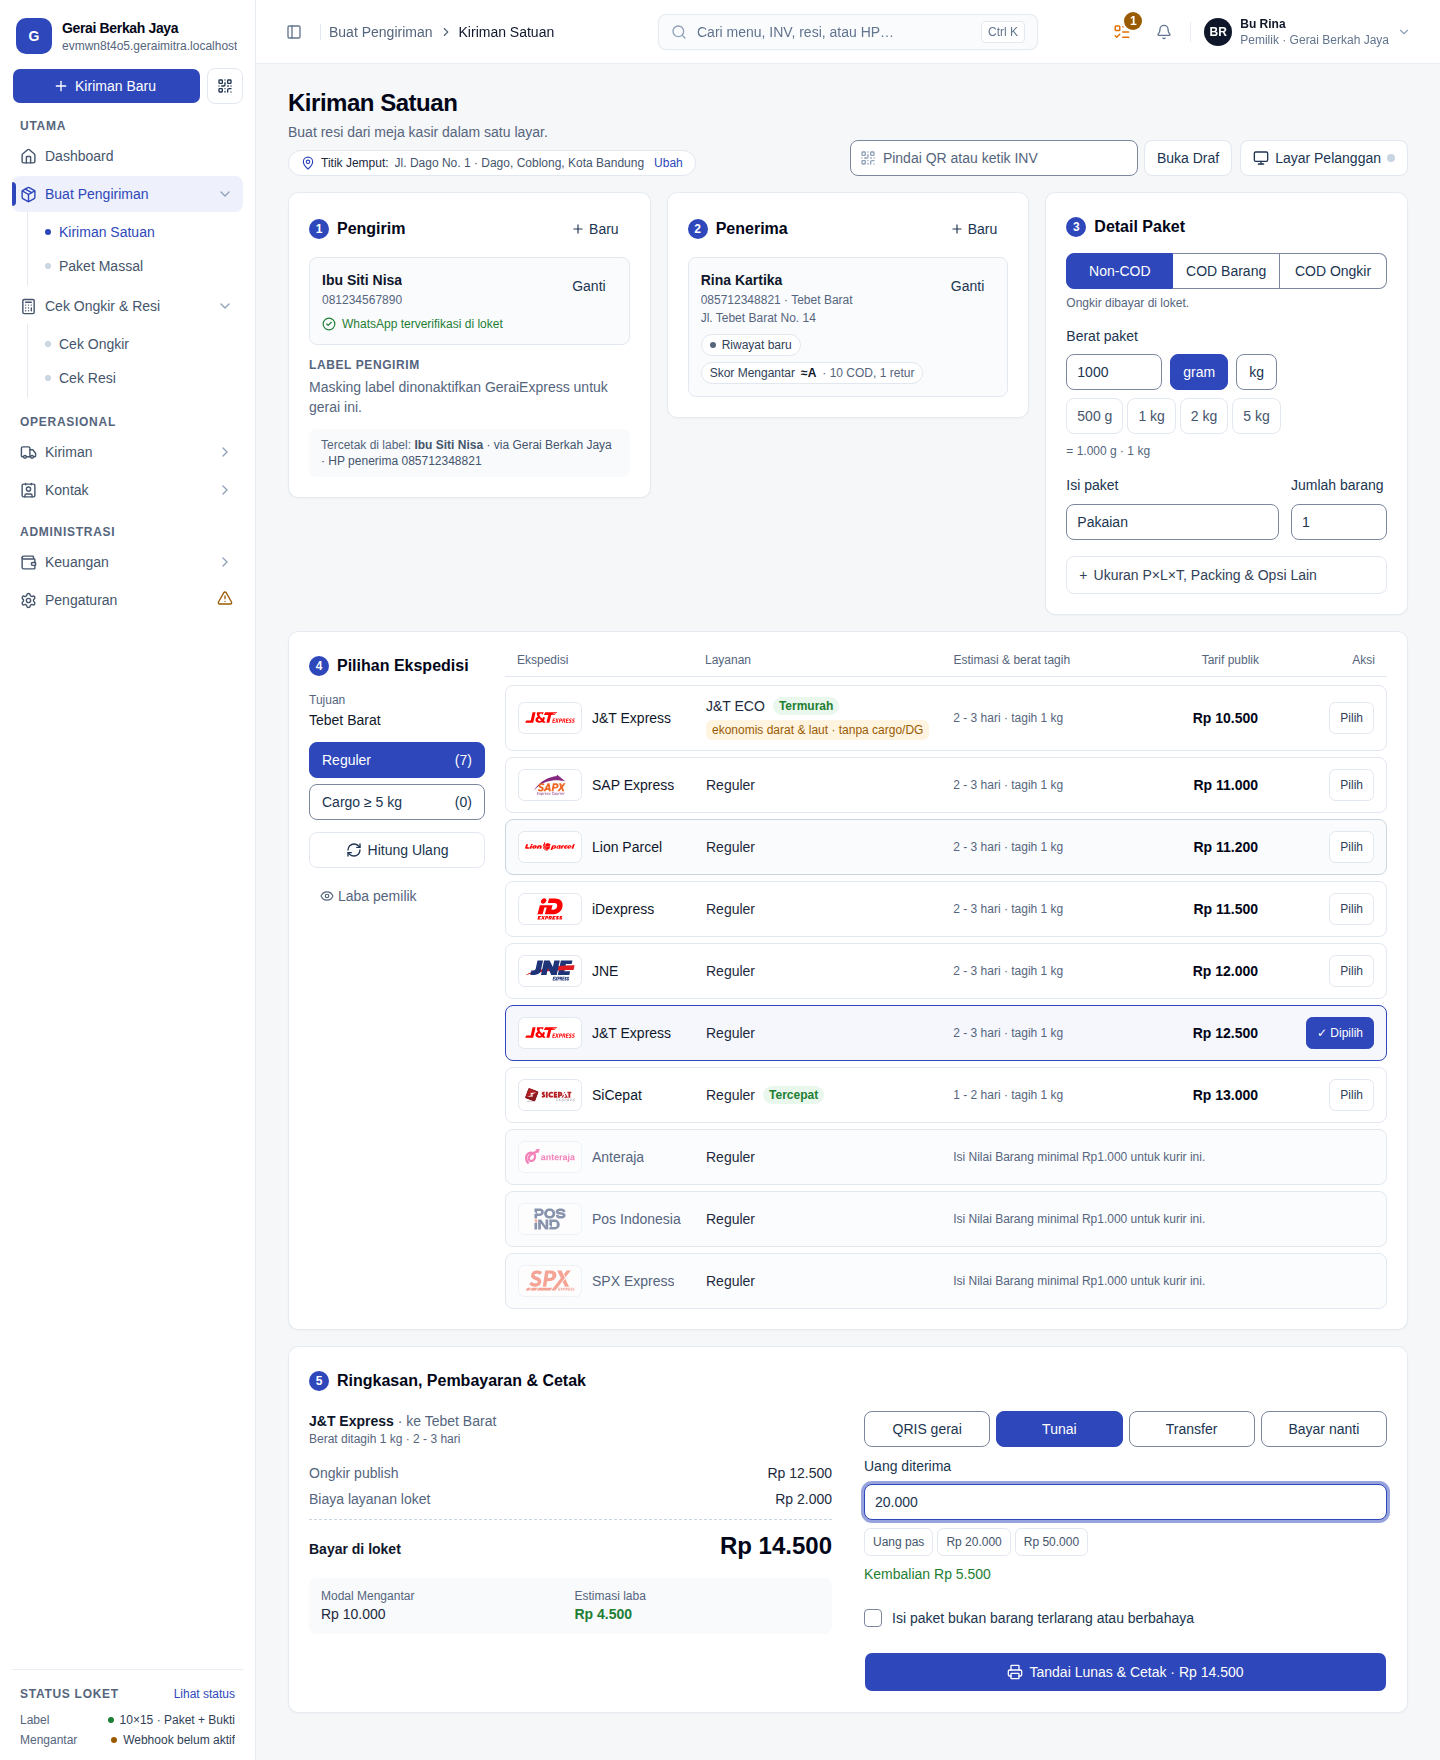 G
Gerai Berkah Jaya
evmwn8t4o5.geraimitra.localhost
Kiriman Baru
UTAMA
Dashboard
Buat Pengiriman
Kiriman Satuan
Paket Massal
Cek Ongkir & Resi
Cek Ongkir
Cek Resi
OPERASIONAL
Kiriman
Kontak
ADMINISTRASI
Keuangan
Pengaturan
STATUS LOKET Lihat status
Label 10×15 · Paket + Bukti
Mengantar Webhook belum aktif
Buat Pengiriman > Kiriman Satuan
Cari menu, INV, resi, atau HP… Ctrl K
1
BR
Bu Rina
Pemilik · Gerai Berkah Jaya
Kiriman Satuan
Buat resi dari meja kasir dalam satu layar.
Titik Jemput: Jl. Dago No. 1 · Dago, Coblong, Kota Bandung Ubah
Pindai QR atau ketik INV
Buka Draf
Layar Pelanggan
1 Pengirim + Baru
Ibu Siti Nisa
081234567890
Ganti
WhatsApp terverifikasi di loket
LABEL PENGIRIM
Masking label dinonaktifkan GeraiExpress untuk
gerai ini.
Tercetak di label: Ibu Siti Nisa · via Gerai Berkah Jaya
· HP penerima 085712348821
2 Penerima + Baru
Rina Kartika
085712348821 · Tebet Barat
Jl. Tebet Barat No. 14
Ganti
Riwayat baru
Skor Mengantar ≈A · 10 COD, 1 retur
3 Detail Paket
Non-COD COD Barang COD Ongkir
Ongkir dibayar di loket.
Berat paket
1000 gram kg
500 g 1 kg 2 kg 5 kg
= 1.000 g · 1 kg
Isi paket Jumlah barang
Pakaian 1
+ Ukuran P×L×T, Packing & Opsi Lain
4 Pilihan Ekspedisi
Tujuan
Tebet Barat
Reguler (7)
Cargo ≥ 5 kg (0)
Hitung Ulang
Laba pemilik
Ekspedisi Layanan Estimasi & berat tagih Tarif publik Aksi
J&T EXPRESS J&T Express J&T ECO Termurah 2 - 3 hari · tagih 1 kg Rp 10.500 Pilih
ekonomis darat & laut · tanpa cargo/DG
SAPX Express Courier SAP Express Reguler 2 - 3 hari · tagih 1 kg Rp 11.000 Pilih
Lion parcel Lion Parcel Reguler 2 - 3 hari · tagih 1 kg Rp 11.200 Pilih
iD EXPRESS iDexpress Reguler 2 - 3 hari · tagih 1 kg Rp 11.500 Pilih
JNE EXPRESS JNE Reguler 2 - 3 hari · tagih 1 kg Rp 12.000 Pilih
J&T EXPRESS J&T Express Reguler 2 - 3 hari · tagih 1 kg Rp 12.500 ✓ Dipilih
SICEPAT SiCepat Reguler Tercepat 1 - 2 hari · tagih 1 kg Rp 13.000 Pilih
anteraja Anteraja Reguler Isi Nilai Barang minimal Rp1.000 untuk kurir ini.
POS IND Pos Indonesia Reguler Isi Nilai Barang minimal Rp1.000 untuk kurir ini.
SPX SPX Express Reguler Isi Nilai Barang minimal Rp1.000 untuk kurir ini.
5 Ringkasan, Pembayaran & Cetak
J&T Express · ke Tebet Barat
Berat ditagih 1 kg · 2 - 3 hari
Ongkir publish Rp 12.500
Biaya layanan loket Rp 2.000
Bayar di loket Rp 14.500
Modal Mengantar Estimasi laba
Rp 10.000 Rp 4.500
QRIS gerai Tunai Transfer Bayar nanti
Uang diterima
20.000
Uang pas Rp 20.000 Rp 50.000
Kembalian Rp 5.500
Isi paket bukan barang terlarang atau berbahaya
Tandai Lunas & Cetak · Rp 14.500